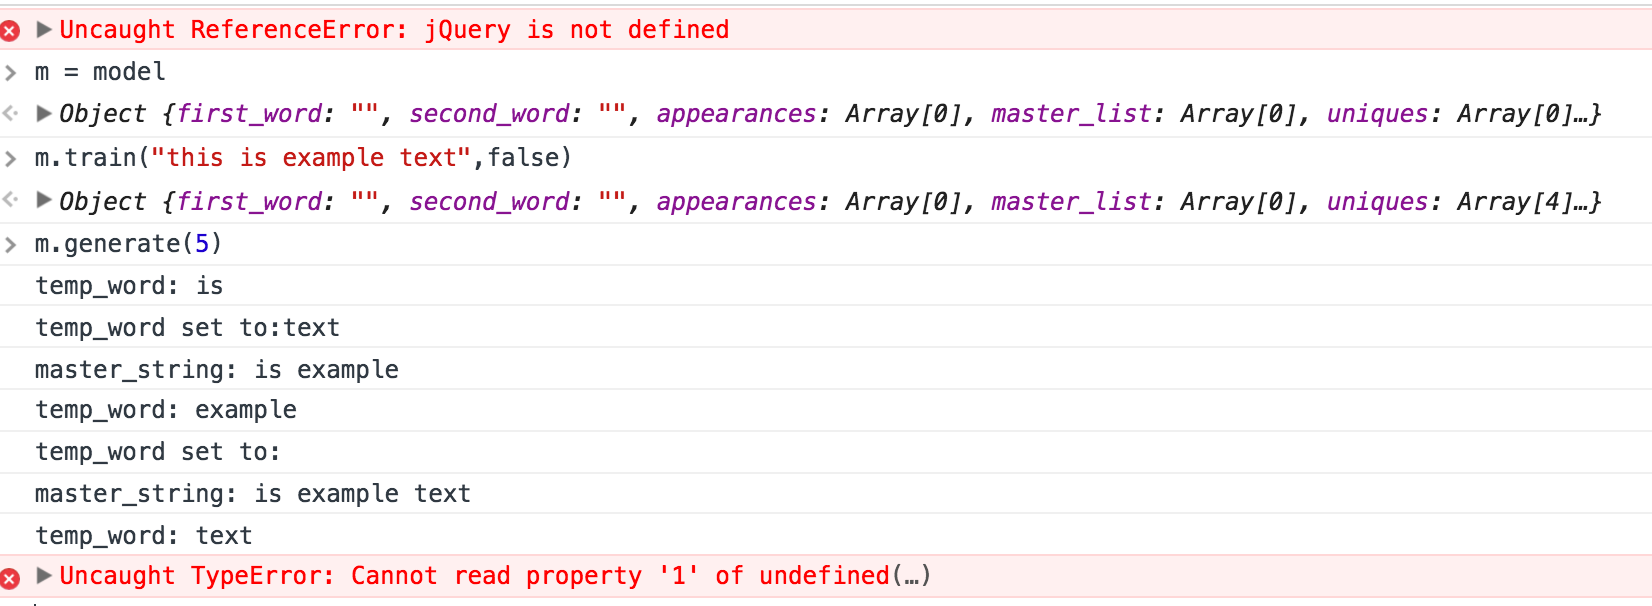 Uncaught ReferenceError: jQuery is not defined
m = model
Object {first_word: "", second_word: "", appearances: Array[0], master_list: Array[0], uniques: Array[0]…}
m.train("this is example text",false)
Object {first_word: "", second_word: "", appearances: Array[0], master_list: Array[0], uniques: Array[4]…}
m.generate(5)
temp_word: is
temp_word set to:text
master_string: is example
temp_word: example
temp_word set to:
master_string: is example text
temp_word: text
Uncaught TypeError: Cannot read property '1' of undefined(…)